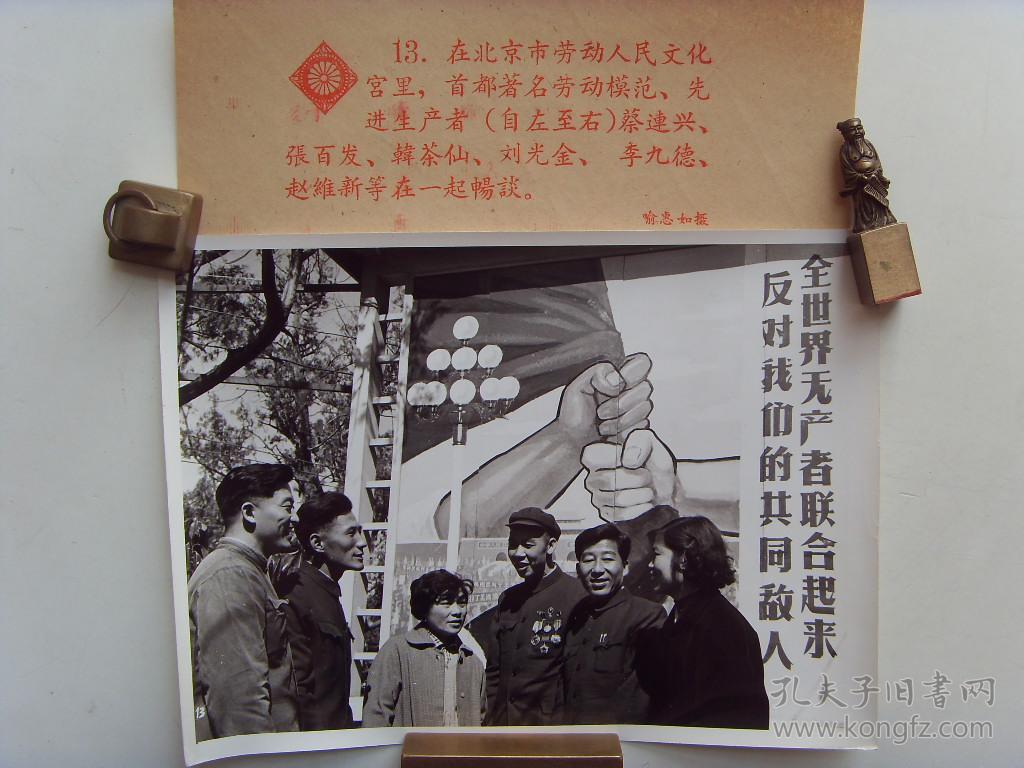 13. 在北京市劳动人民文化
宫里，首都著名劳动模范、先
进生产者（自左至右）蔡連兴、
張百发、韓茶仙、刘光金、李九德、
赵維新等在一起暢談。
喻惠如摄
全世界无产者联合起来
反对我们的共同敌人
13
孔夫子旧書网
www.kongfz.com